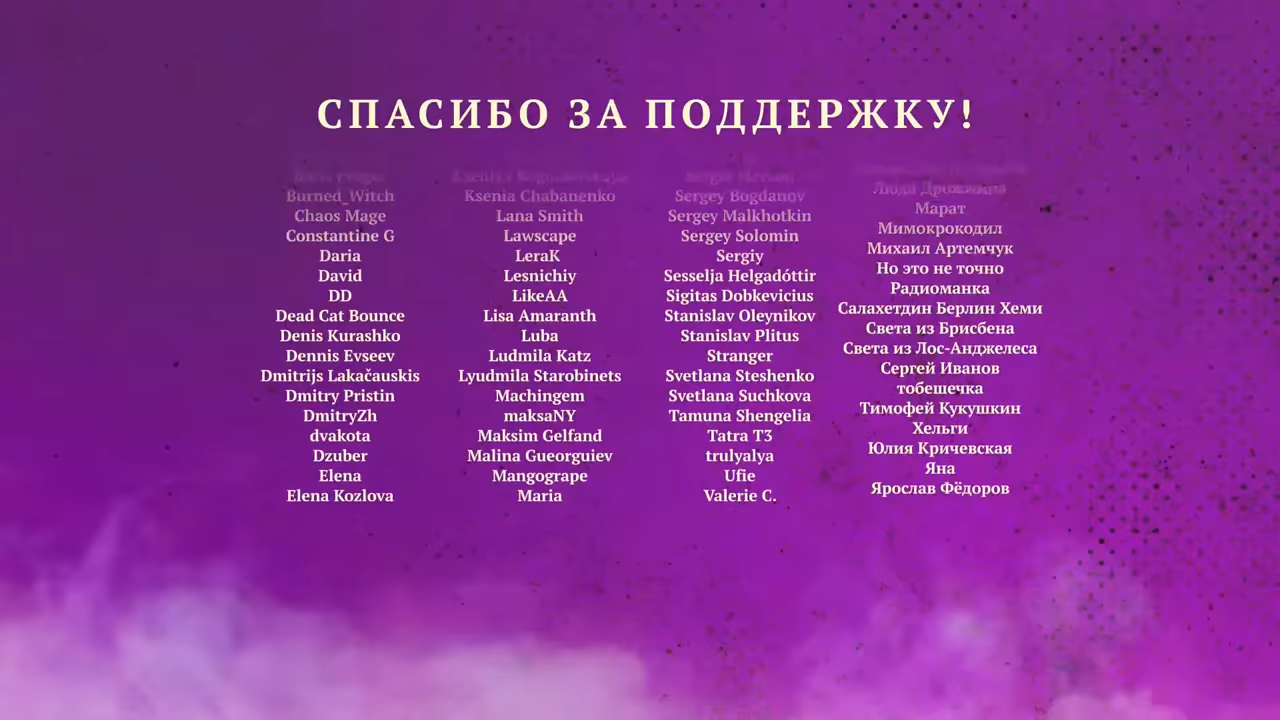 СПАСИБО ЗА ПОДДЕРЖКУ!
Burned_Witch
Chaos Mage
Constantine G
Daria
David
DD
Dead Cat Bounce
Denis Kurashko
Dennis Evseev
Dmitrijs Lakačauskis
Dmitry Pristin
DmitryZh
dvakota
Dzuber
Elena
Elena Kozlova
Ksenia Chabanenko
Lana Smith
Lawscape
LeraK
Lesnichiy
LikeAA
Lisa Amaranth
Luba
Ludmila Katz
Lyudmila Starobinets
Machingem
maksaNY
Maksim Gelfand
Malina Gueorguiev
Mangogrape
Maria
Sergey Bogdanov
Sergey Malkhotkin
Sergey Solomin
Sergiy
Sesselja Helgadóttir
Sigitas Dobkevicius
Stanislav Oleynikov
Stanislav Plitus
Stranger
Svetlana Steshenko
Svetlana Suchkova
Tamuna Shengelia
Tatra T3
trulyalya
Ufie
Valerie C.
Люда
Марат
Мимокрокодил
Михаил Артемчук
Но это не точно
Радиоманка
Салахетдин Берлин Хеми
Света из Брисбена
Света из Лос-Анджелеса
Сергей Иванов
тобешечка
Тимофей Кукушкин
Хельги
Юлия Кричевская
Яна
Ярослав Фёдоров